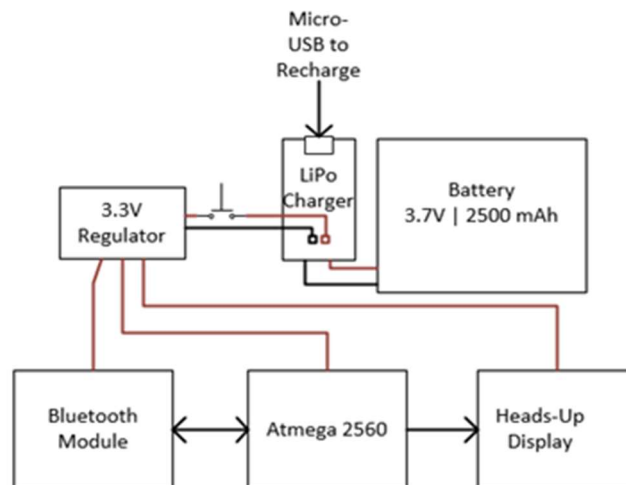 Micro-
USB to
Recharge
LiPo
Charger
Battery
3.7V | 2500 mAh
3.3V
Regulator
Bluetooth
Module
Atmega 2560
Heads-Up
Display